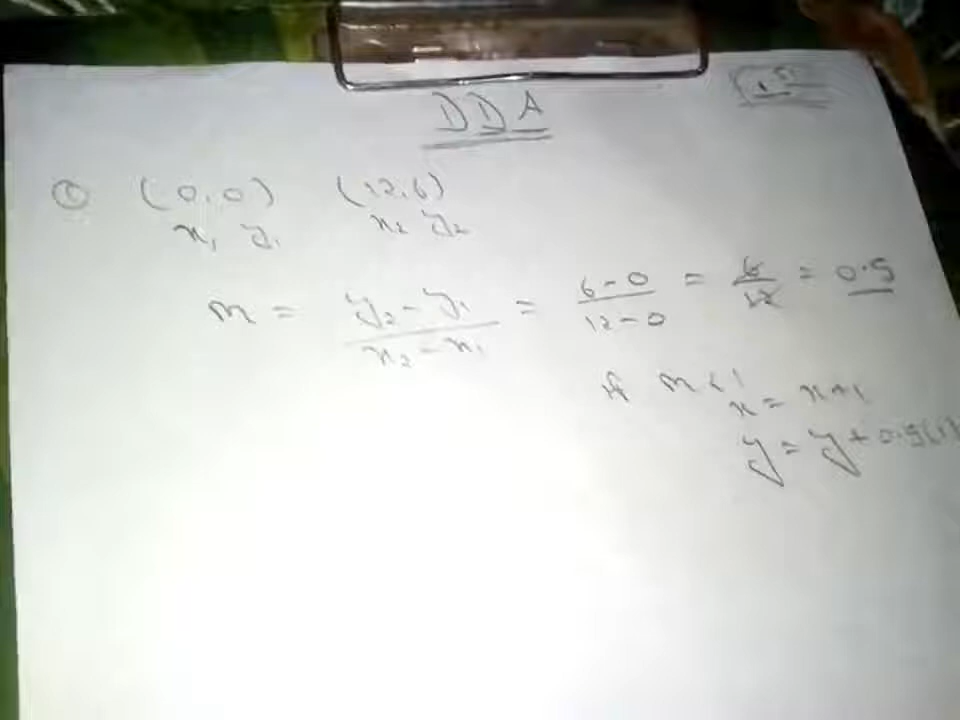 DDA
(0,0) (12,6)
x₁ y₁ x₂ y₂
m = y₂ - y₁ / x₂ - x₁ = 6-0 / 12-0 = 6/12 = 0.5
if m<1
x = x+1
y = y + 0.5(1)